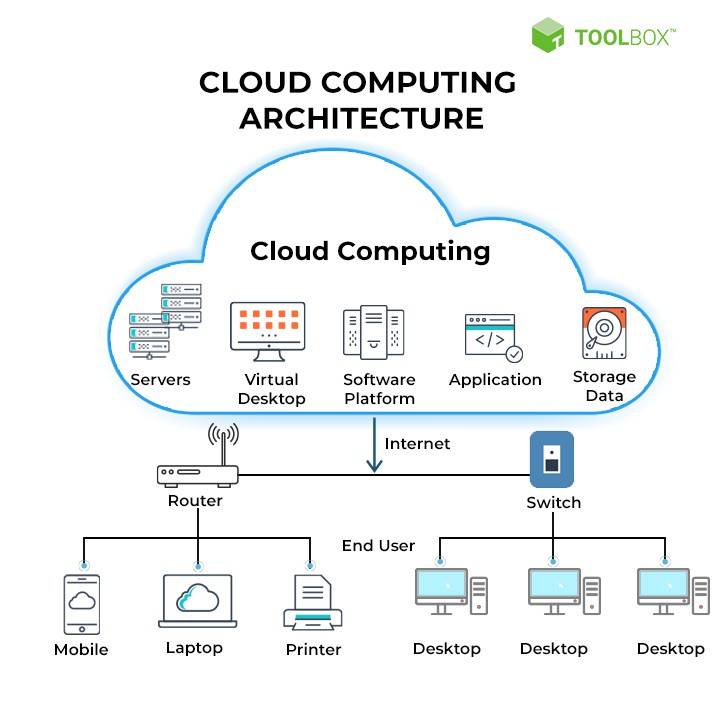 TOOLBOX™
CLOUD COMPUTING
ARCHITECTURE
Cloud Computing
Servers
Virtual
Desktop
Software
Platform
</>
Application
Storage
Data
Internet
Router
Switch
End User
Mobile
Laptop
Printer
Desktop
Desktop
Desktop